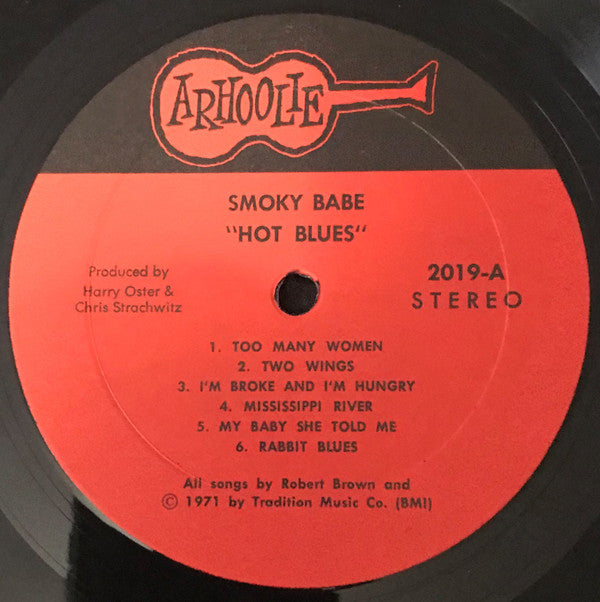 ARHOOLIE
SMOKY BABE
"HOT BLUES"
Produced by
Harry Oster &
Chris Strachwitz
2019-A
STEREO
1. TOO MANY WOMEN
2. TWO WINGS
3. I'M BROKE AND I'M HUNGRY
4. MISSISSIPPI RIVER
5. MY BABY SHE TOLD ME
6. RABBIT BLUES
All songs by Robert Brown and
© 1971 by Tradition Music Co. (BMI)